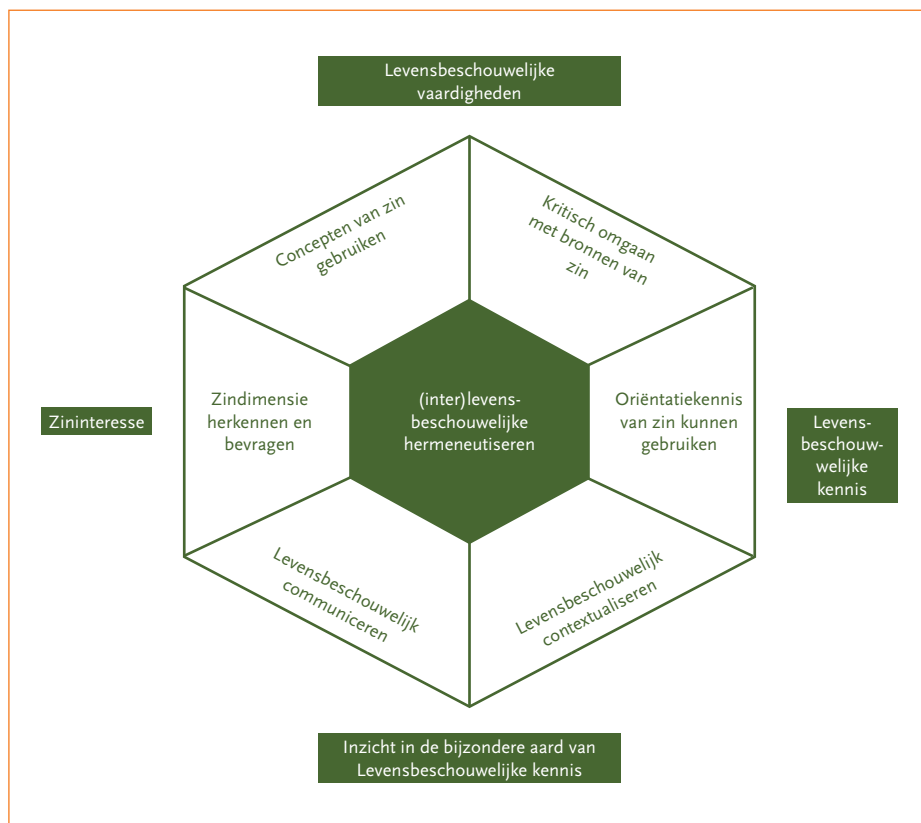 Levensbeschouwelijke
vaardigheden
Concepten van zin
gebruiken
Kritisch omgaan
met bronnen van
zin
Zininteresse
Zindimensie
herkennen en
bevragen
(inter)levens-
beschouwelijke
hermeneutiseren
Oriëntatiekennis
van zin kunnen
gebruiken
Levens-
beschouw-
welijke
kennis
Levensbeschouwelijk
communiceren
Levensbeschouwelijk
contextualiseren
Inzicht in de bijzondere aard van
Levensbeschouwelijke kennis